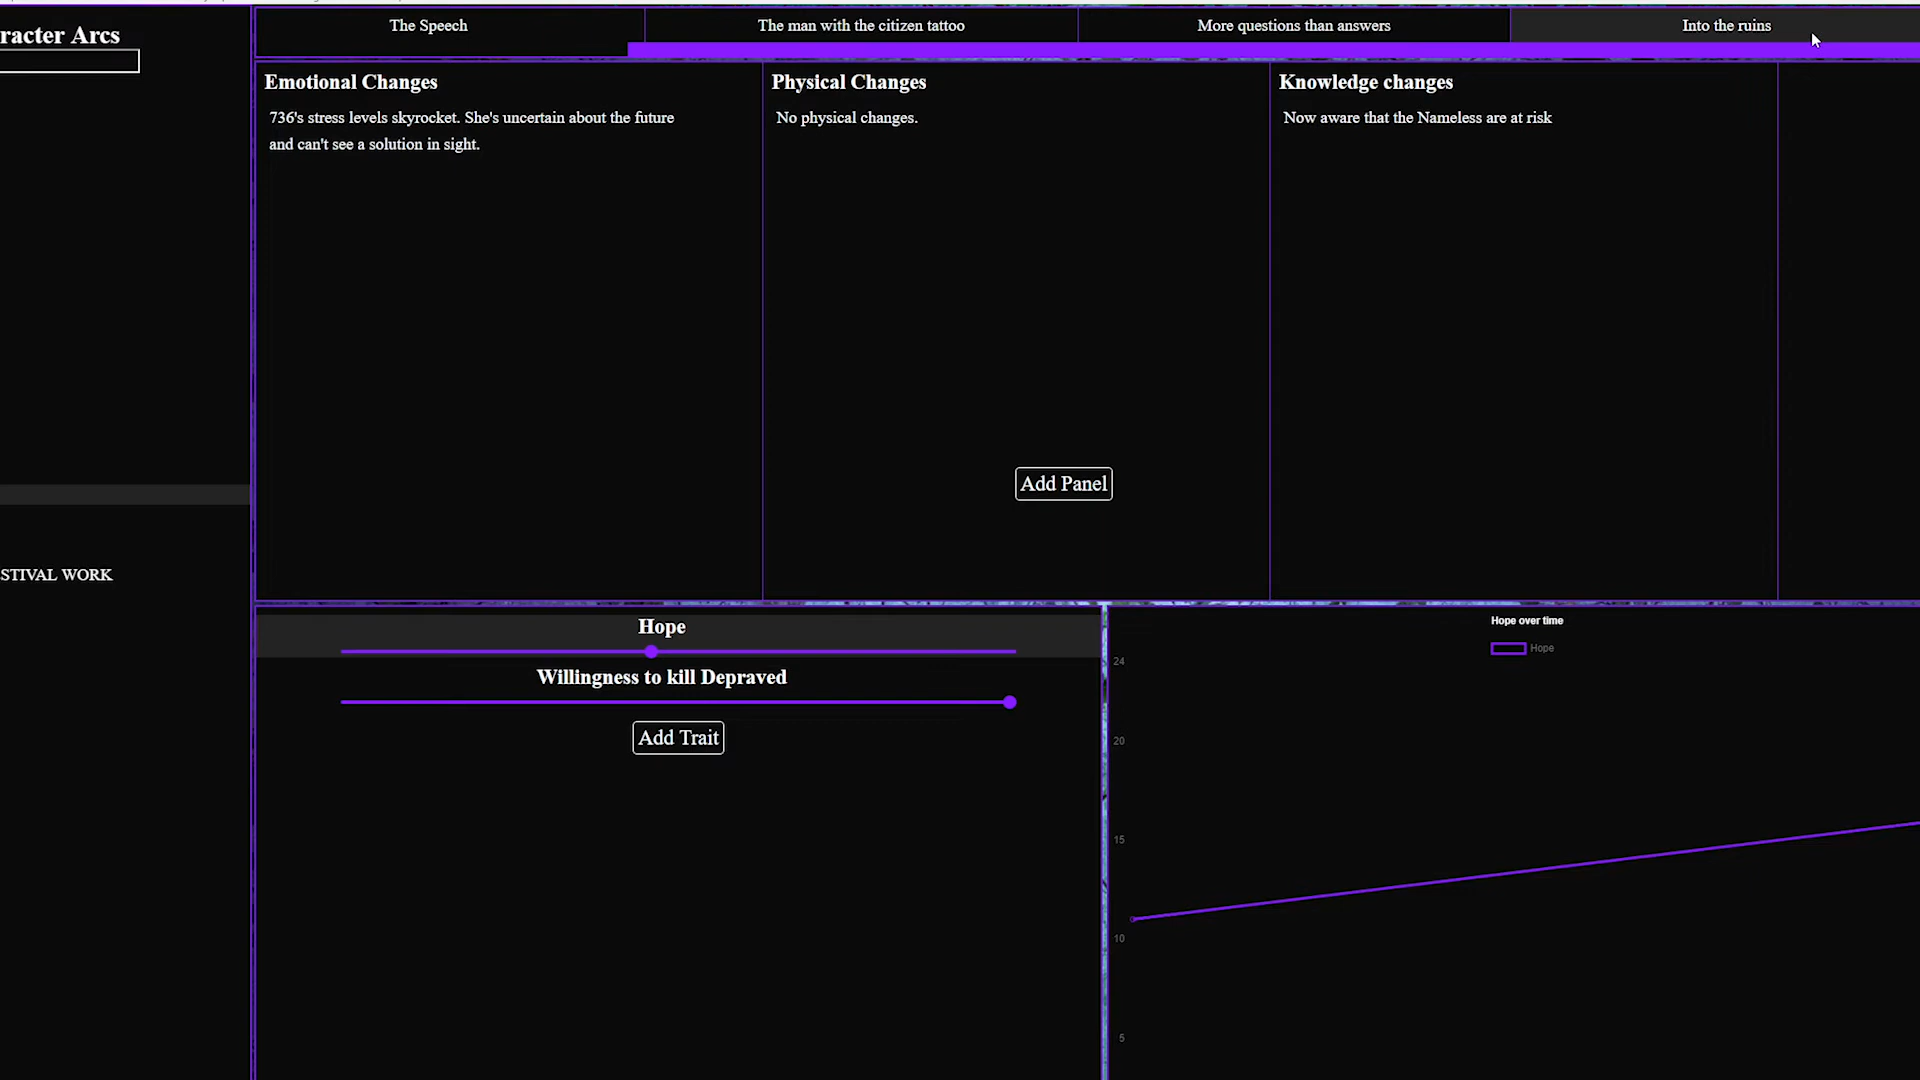 racter Arcs
The Speech
The man with the citizen tattoo
More questions than answers
Into the ruins
Emotional Changes
736's stress levels skyrocket. She's uncertain about the future
and can't see a solution in sight.
Physical Changes
No physical changes.
Knowledge changes
Now aware that the Nameless are at risk
Add Panel
STIVAL WORK
Hope
Willingness to kill Depraved
Add Trait
Hope over time
Hope
24
20
15
10
5